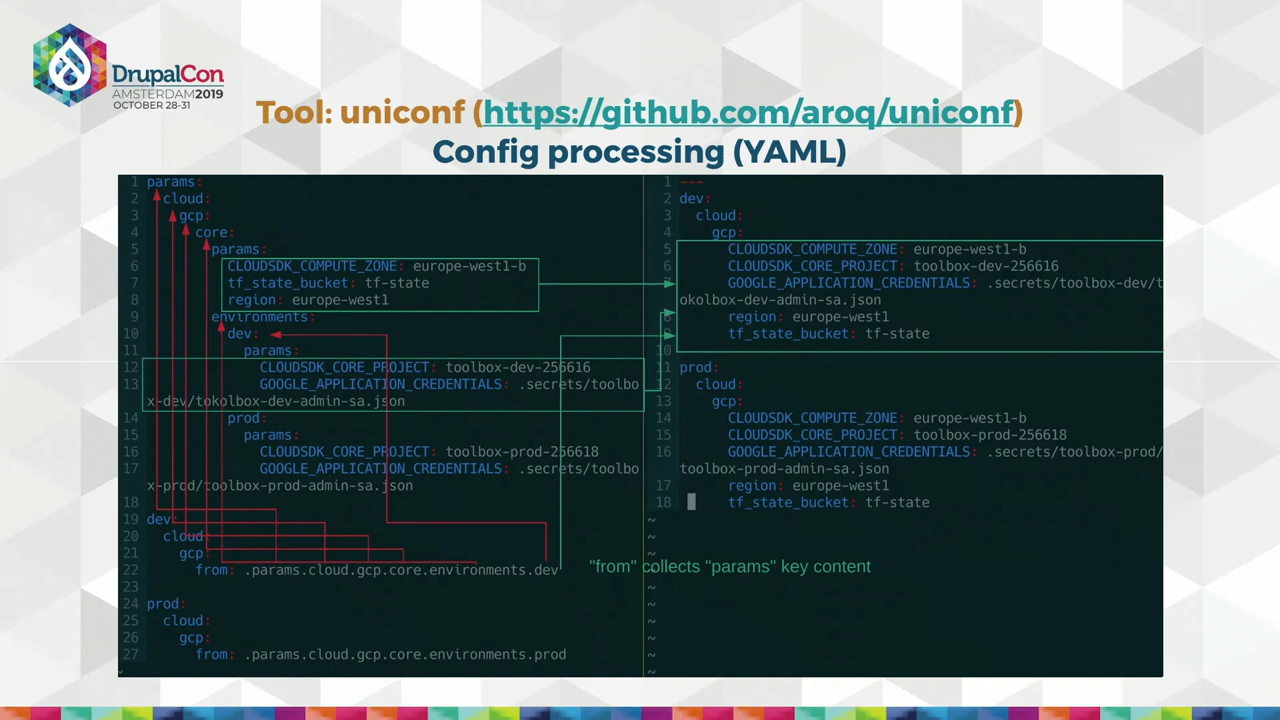 DrupalCon
AMSTERDAM2019
OCTOBER 28-31
Tool: uniconf (https://github.com/aroq/uniconf)
Config processing (YAML)
1 params:
2 cloud:
3 gcp:
4 core:
5 params:
6 CLOUDSDK_COMPUTE_ZONE: europe-west1-b
7 tf_state_bucket: tf-state
8 region: europe-west1
9 environments:
10 dev:
11 params:
12 CLOUDSDK_CORE_PROJECT: toolbox-dev-256616
13 GOOGLE_APPLICATION_CREDENTIALS: .secrets/toolbo
x-dev/tokolbox-dev-admin-sa.json
14 prod:
15 params:
16 CLOUDSDK_CORE_PROJECT: toolbox-prod-256618
17 GOOGLE_APPLICATION_CREDENTIALS: .secrets/toolbo
x-prod/toolbox-prod-admin-sa.json
18
19 dev:
20 cloud:
21 gcp:
22 from: .params.cloud.gcp.core.environments.dev
23
24 prod:
25 cloud:
26 gcp:
27 from: .params.cloud.gcp.core.environments.prod
~
1 ---
2 dev:
3 cloud:
4 gcp:
5 CLOUDSDK_COMPUTE_ZONE: europe-west1-b
6 CLOUDSDK_CORE_PROJECT: toolbox-dev-256616
7 GOOGLE_APPLICATION_CREDENTIALS: .secrets/toolbox-dev/t
okolbox-dev-admin-sa.json
8 region: europe-west1
9 tf_state_bucket: tf-state
10
11 prod:
12 cloud:
13 gcp:
14 CLOUDSDK_COMPUTE_ZONE: europe-west1-b
15 CLOUDSDK_CORE_PROJECT: toolbox-prod-256618
16 GOOGLE_APPLICATION_CREDENTIALS: .secrets/toolbox-prod/
toolbox-prod-admin-sa.json
17 region: europe-west1
18 tf_state_bucket: tf-state
~
~
~
"from" collects "params" key content
~
~
~
~
~
~
~